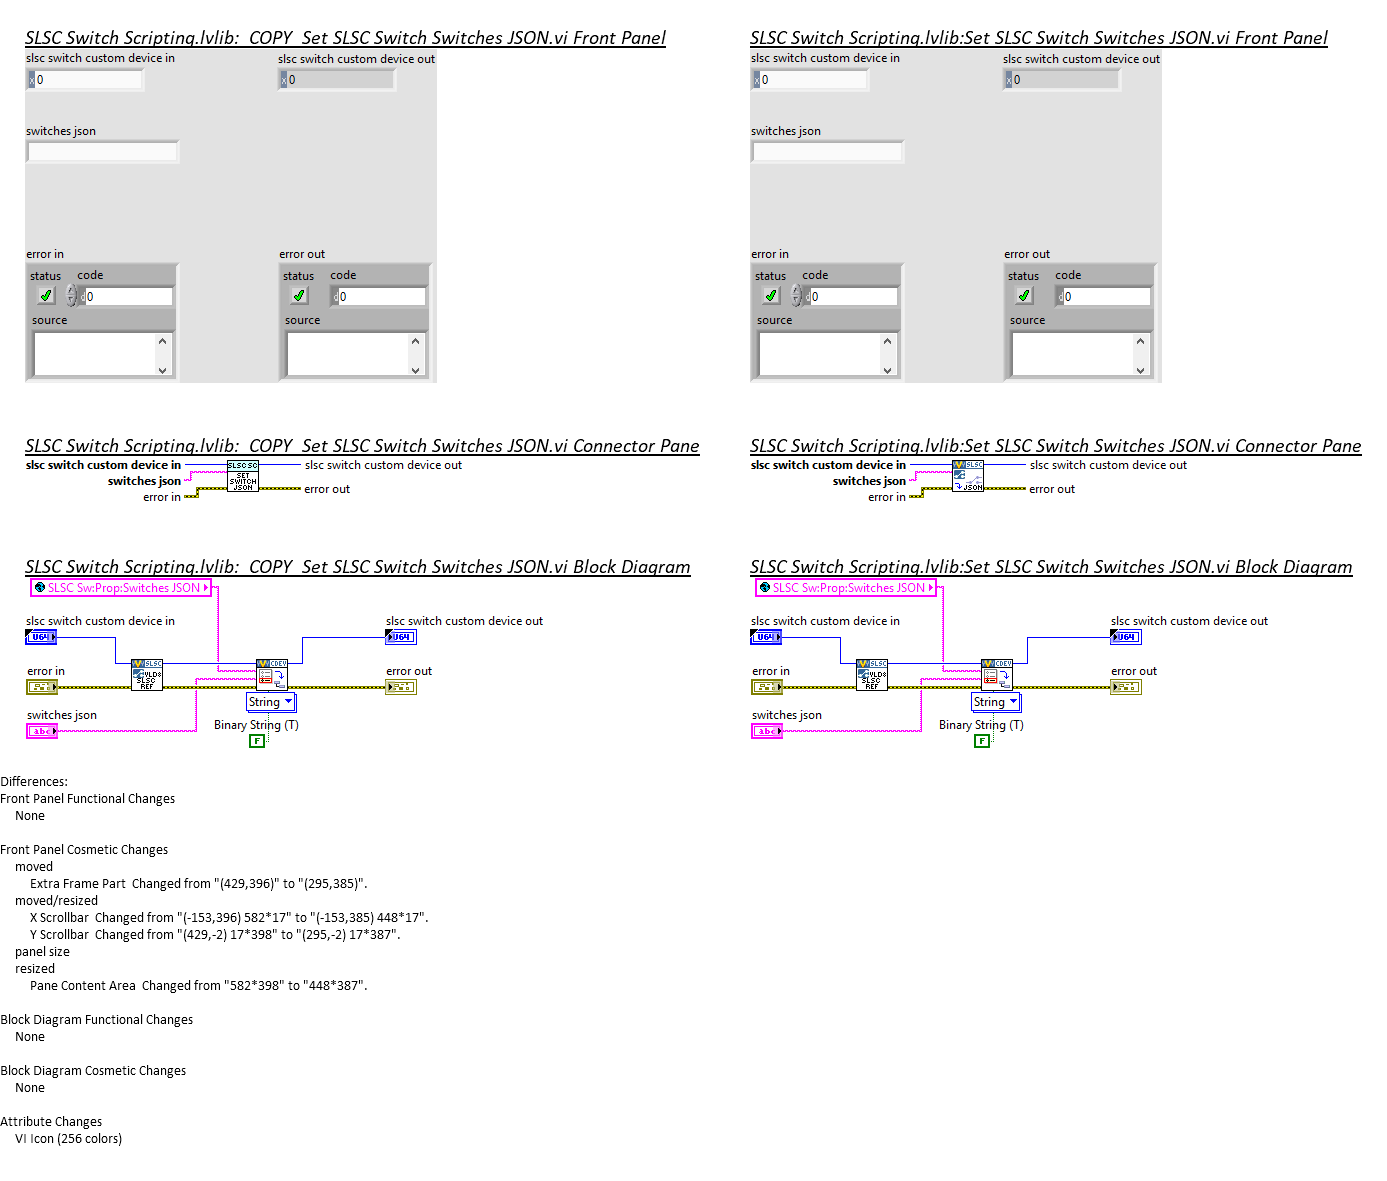 SLSC Switch Scripting.lvlib:  COPY  Set SLSC Switch Switches JSON.vi Front Panel
slsc switch custom device in
slsc switch custom device out
x 0
x 0
switches json
error in
error out
status
code
status
code
d 0
d 0
source
source
SLSC Switch Scripting.lvlib:Set SLSC Switch Switches JSON.vi Front Panel
slsc switch custom device in
slsc switch custom device out
x 0
x 0
switches json
error in
error out
status
code
status
code
d 0
d 0
source
source
SLSC Switch Scripting.lvlib:  COPY  Set SLSC Switch Switches JSON.vi Connector Pane
slsc switch custom device in
slsc switch custom device out
switches json
error in
error out
SLSC SC
SET
SWITCH
JSON
SLSC Switch Scripting.lvlib:Set SLSC Switch Switches JSON.vi Connector Pane
slsc switch custom device in
slsc switch custom device out
switches json
error in
error out
SLSC
JSON
SLSC Switch Scripting.lvlib:  COPY  Set SLSC Switch Switches JSON.vi Block Diagram
SLSC Sw:Prop:Switches JSON
slsc switch custom device in
slsc switch custom device out
U64
U64
error in
error out
SLSC
VLD8
SLSC
REF
CDEV
String
switches json
abc
Binary String (T)
F
SLSC Switch Scripting.lvlib:Set SLSC Switch Switches JSON.vi Block Diagram
SLSC Sw:Prop:Switches JSON
slsc switch custom device in
slsc switch custom device out
U64
U64
error in
error out
SLSC
VLD8
SLSC
REF
CDEV
String
switches json
abc
Binary String (T)
F
Differences:
Front Panel Functional Changes
None
Front Panel Cosmetic Changes
moved
Extra Frame Part  Changed from "(429,396)" to "(295,385)".
moved/resized
X Scrollbar  Changed from "(-153,396) 582*17" to "(-153,385) 448*17".
Y Scrollbar  Changed from "(429,-2) 17*398" to "(295,-2) 17*387".
panel size
resized
Pane Content Area  Changed from "582*398" to "448*387".
Block Diagram Functional Changes
None
Block Diagram Cosmetic Changes
None
Attribute Changes
VI Icon (256 colors)